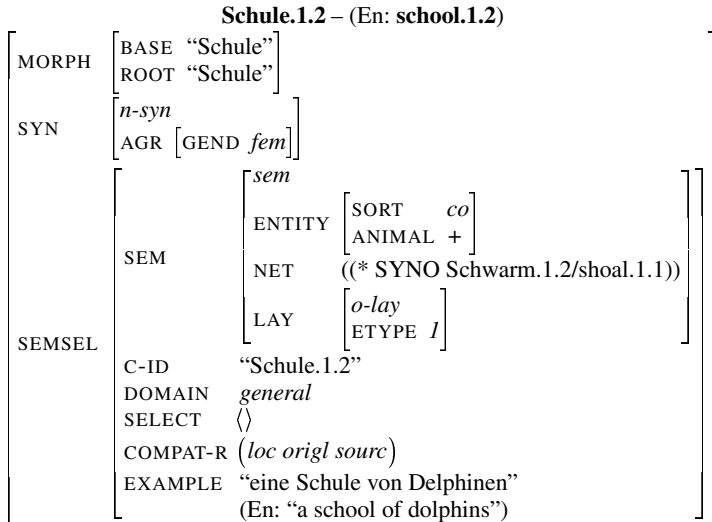 Schule.1.2 – (En: school.1.2)
MORPH
BASE “Schule”
ROOT “Schule”
SYN
n-syn
AGR [GEND fem]
SEMSEL
SEM
sem
ENTITY
SORT co
ANIMAL +
NET ((* SYNO Schwarm.1.2/shoal.1.1))
LAY
o-lay
ETYPE 1
C-ID “Schule.1.2”
DOMAIN general
SELECT ⟨⟩
COMPAT-R (loc origl sourc)
EXAMPLE “eine Schule von Delphinen”
(En: “a school of dolphins”)